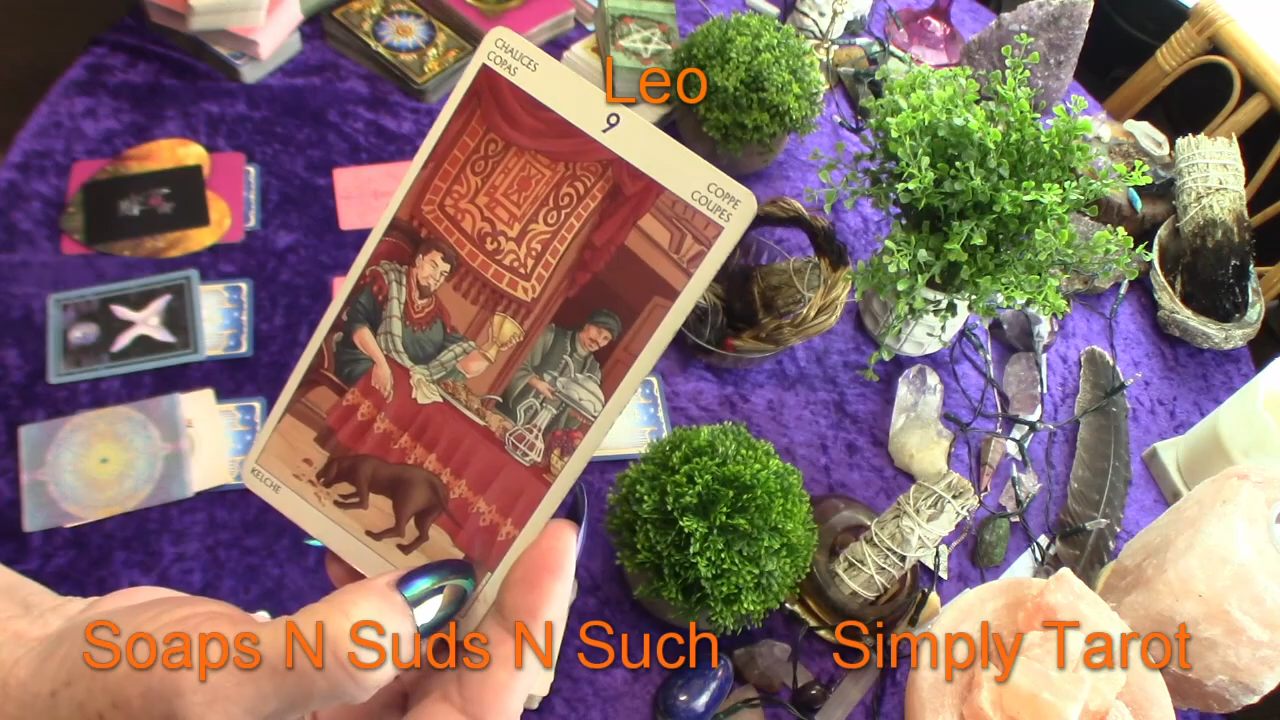 Leo
CHALICES
COPAS
9
COPPE
COUPES
KELCHE
Soaps N Suds N Such
Simply Tarot